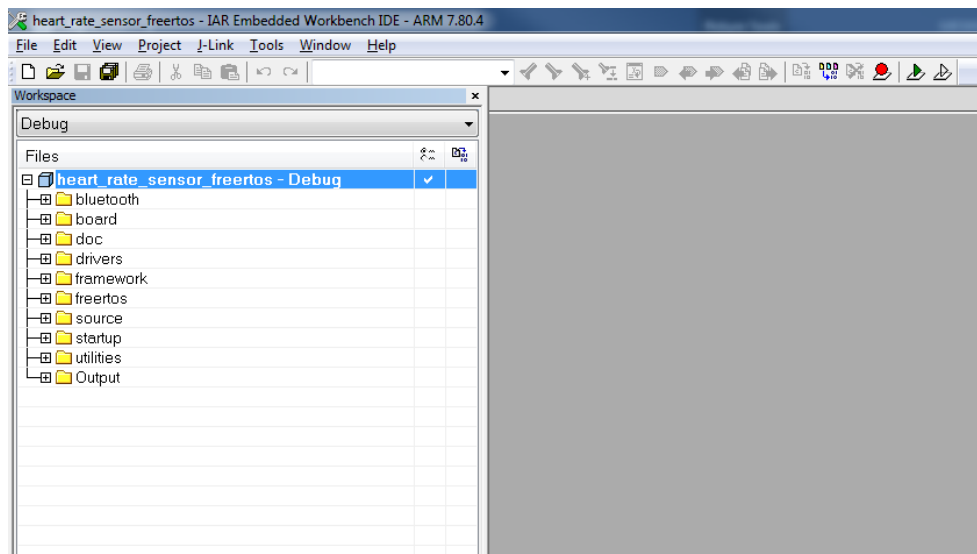 heart_rate_sensor_freertos - IAR Embedded Workbench IDE - ARM 7.80.4
File Edit View Project J-Link Tools Window Help
Workspace
Debug
Files
heart_rate_sensor_freertos - Debug
bluetooth
board
doc
drivers
framework
freertos
source
startup
utilities
Output